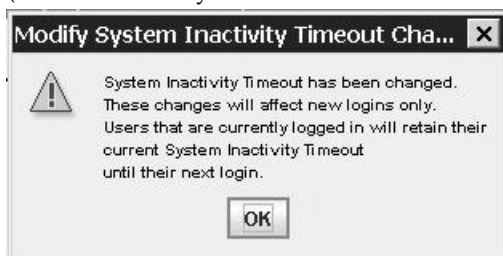 Modify System Inactivity Timeout Cha...
System Inactivity Timeout has been changed.
These changes will affect new logins only.
Users that are currently logged in will retain their
current System Inactivity Timeout
until their next login.
OK